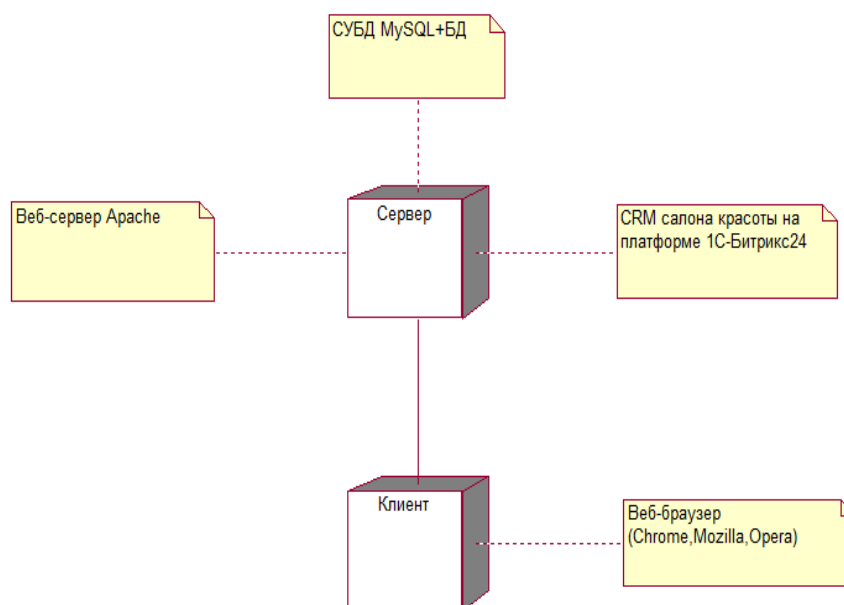 СУБД MySQL+БД
Веб-сервер Apache
Сервер
CRM салона красоты на
платформе 1С-Битрикс24
Клиент
Веб-браузер
(Chrome,Mozilla,Opera)